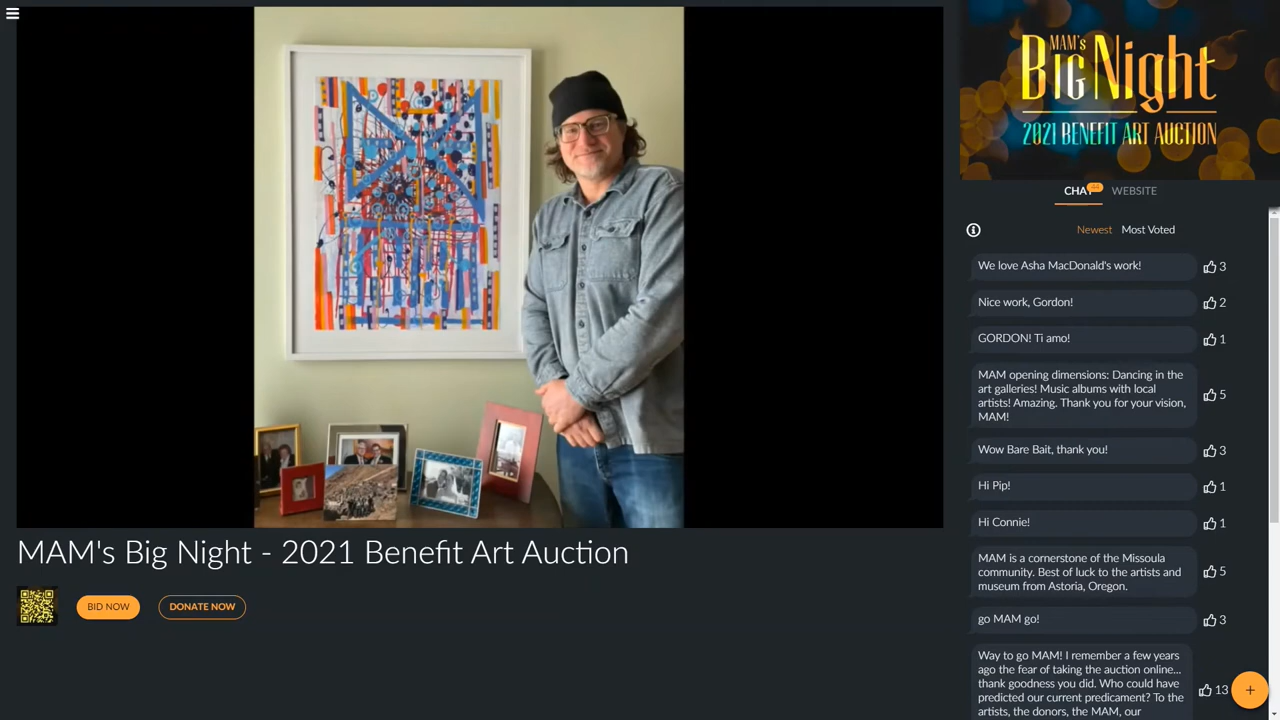 MAM's
BIG Night
2021 BENEFIT ART AUCTION
CHAT
WEBSITE
Newest
Most Voted
We love Asha MacDonald's work!
3
Nice work, Gordon!
2
GORDON! Ti amo!
1
MAM opening dimensions: Dancing in the
art galleries! Music albums with local
artists! Amazing. Thank you for your vision,
MAM!
5
Wow Bare Bait, thank you!
3
Hi Pip!
1
Hi Connie!
1
MAM is a cornerstone of the Missoula
community. Best of luck to the artists and
museum from Astoria, Oregon.
5
go MAM go!
3
Way to go MAM! I remember a few years
ago the fear of taking the auction online...
thank goodness you did. Who could have
predicted our current predicament? To the
artists, the donors, the MAM, our
13
MAM's Big Night - 2021 Benefit Art Auction
BID NOW
DONATE NOW